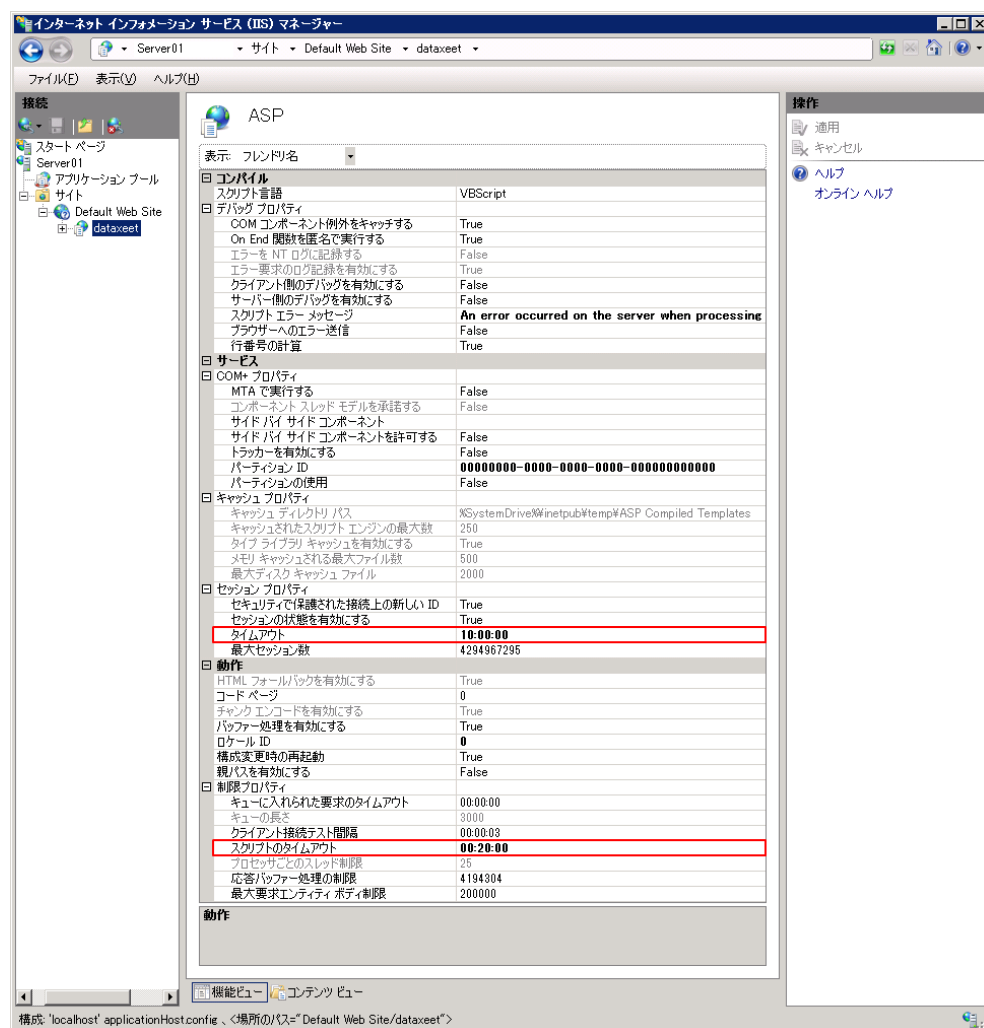 インターネット インフォメーション サービス (IIS) マネージャー
Server01 サイト Default Web Site dataxeet
ファイル(F) 表示(V) ヘルプ(H)
接続
スタート ページ
Server01
アプリケーション プール
サイト
Default Web Site
dataxeet
ASP
表示: フレンドリ名
コンパイル
スクリプト言語 VBScript
デバッグ プロパティ
COM コンポーネント例外をキャッチする True
On End 関数を匿名で実行する True
エラーを NT ログに記録する False
エラー要求のログ記録を有効にする True
クライアント側のデバッグを有効にする False
サーバー側のデバッグを有効にする False
スクリプト エラー メッセージ An error occurred on the server when processing
ブラウザーへのエラー送信 False
行番号の計算 True
サービス
COM+ プロパティ
MTA で実行する False
コンポーネント スレッド モデルを承諾する False
サイド バイ サイド コンポーネント
サイド バイ サイド コンポーネントを許可する False
トラッカーを有効にする False
パーティション ID 00000000-0000-0000-0000-000000000000
パーティションの使用 False
キャッシュ プロパティ
キャッシュ ディレクトリ パス %SystemDrive%¥inetpub¥temp¥ASP Compiled Templates
キャッシュされたスクリプト エンジンの最大数 250
タイプ ライブラリ キャッシュを有効にする True
メモリ キャッシュされる最大ファイル数 500
最大ディスク キャッシュ ファイル 2000
セッション プロパティ
セキュリティで保護された接続上の新しい ID True
セッションの状態を有効にする True
タイムアウト 10:00:00
最大セッション数 4294967295
動作
HTML フォールバックを有効にする True
コード ページ 0
チャンク エンコードを有効にする True
バッファー処理を有効にする True
ロケール ID 0
構成変更時の再起動 True
親パスを有効にする False
制限プロパティ
キューに入れられた要求のタイムアウト 00:00:00
キューの長さ 3000
クライアント接続テスト間隔 00:00:03
スクリプトのタイムアウト 00:20:00
プロセッサごとのスレッド制限 25
応答バッファー処理の制限 4194304
最大要求エンティティ ボディ制限 200000
動作
機能ビュー コンテンツ ビュー
操作
適用
キャンセル
ヘルプ
オンライン ヘルプ
構成: 'localhost' applicationHost.config 、<場所のパス="Default Web Site/dataxeet">